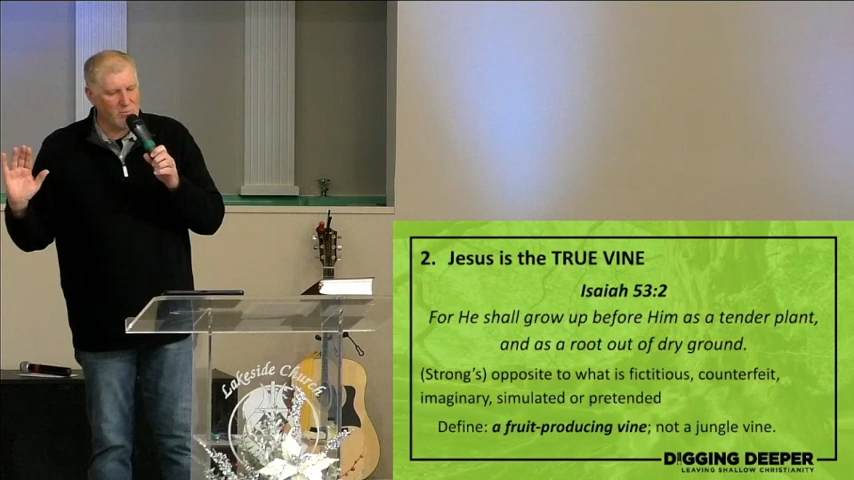 Lakeside Church
2. Jesus is the TRUE VINE
Isaiah 53:2
For He shall grow up before Him as a tender plant,
and as a root out of dry ground.
(Strong's) opposite to what is fictitious, counterfeit,
imaginary, simulated or pretended
Define: a fruit-producing vine; not a jungle vine.
DIGGING DEEPER
LEAVING SHALLOW CHRISTIANITY